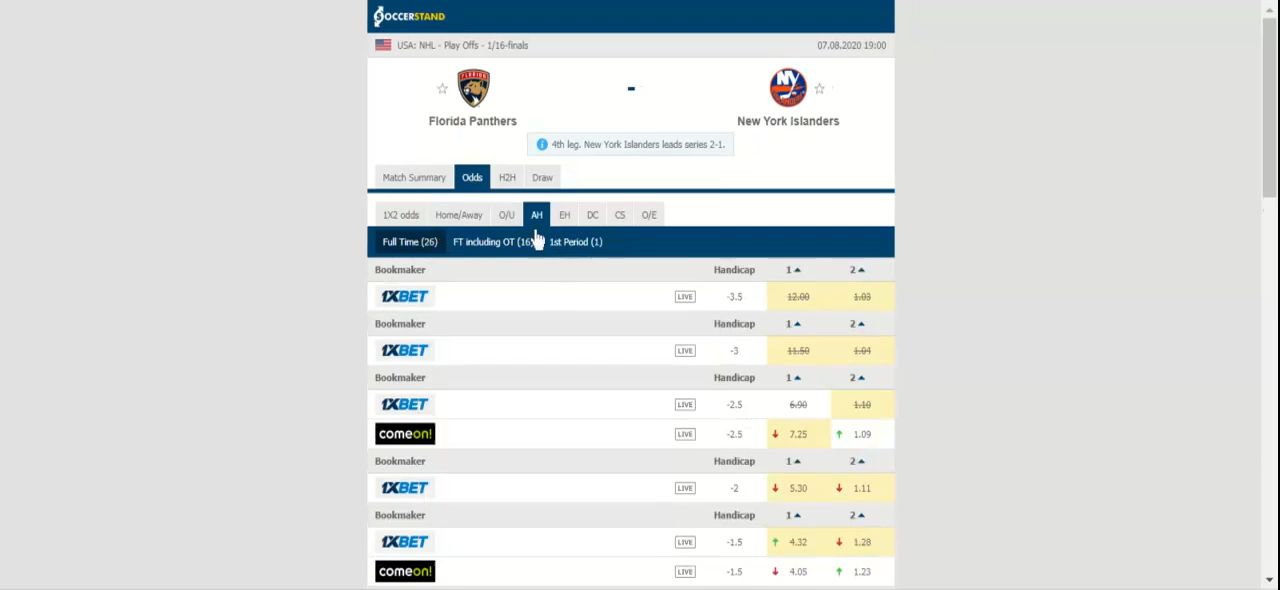 SOCCERSTAND
USA: NHL - Play Offs - 1/16-finals 07.08.2020 19:00
FLORIDA NY
-
Florida Panthers New York Islanders
4th leg. New York Islanders leads series 2-1.
Match Summary Odds H2H Draw
1X2 odds Home/Away O/U AH EH DC CS O/E
Full Time (26) FT including OT (16) 1st Period (1)
Bookmaker Handicap 1 2
1XBET LIVE -3.5 12.00 1.03
Bookmaker Handicap 1 2
1XBET LIVE -3 11.50 1.04
Bookmaker Handicap 1 2
1XBET LIVE -2.5 6.90 1.10
comeon! LIVE -2.5 7.25 1.09
Bookmaker Handicap 1 2
1XBET LIVE -2 5.30 1.11
Bookmaker Handicap 1 2
1XBET LIVE -1.5 4.32 1.28
comeon! LIVE -1.5 4.05 1.23